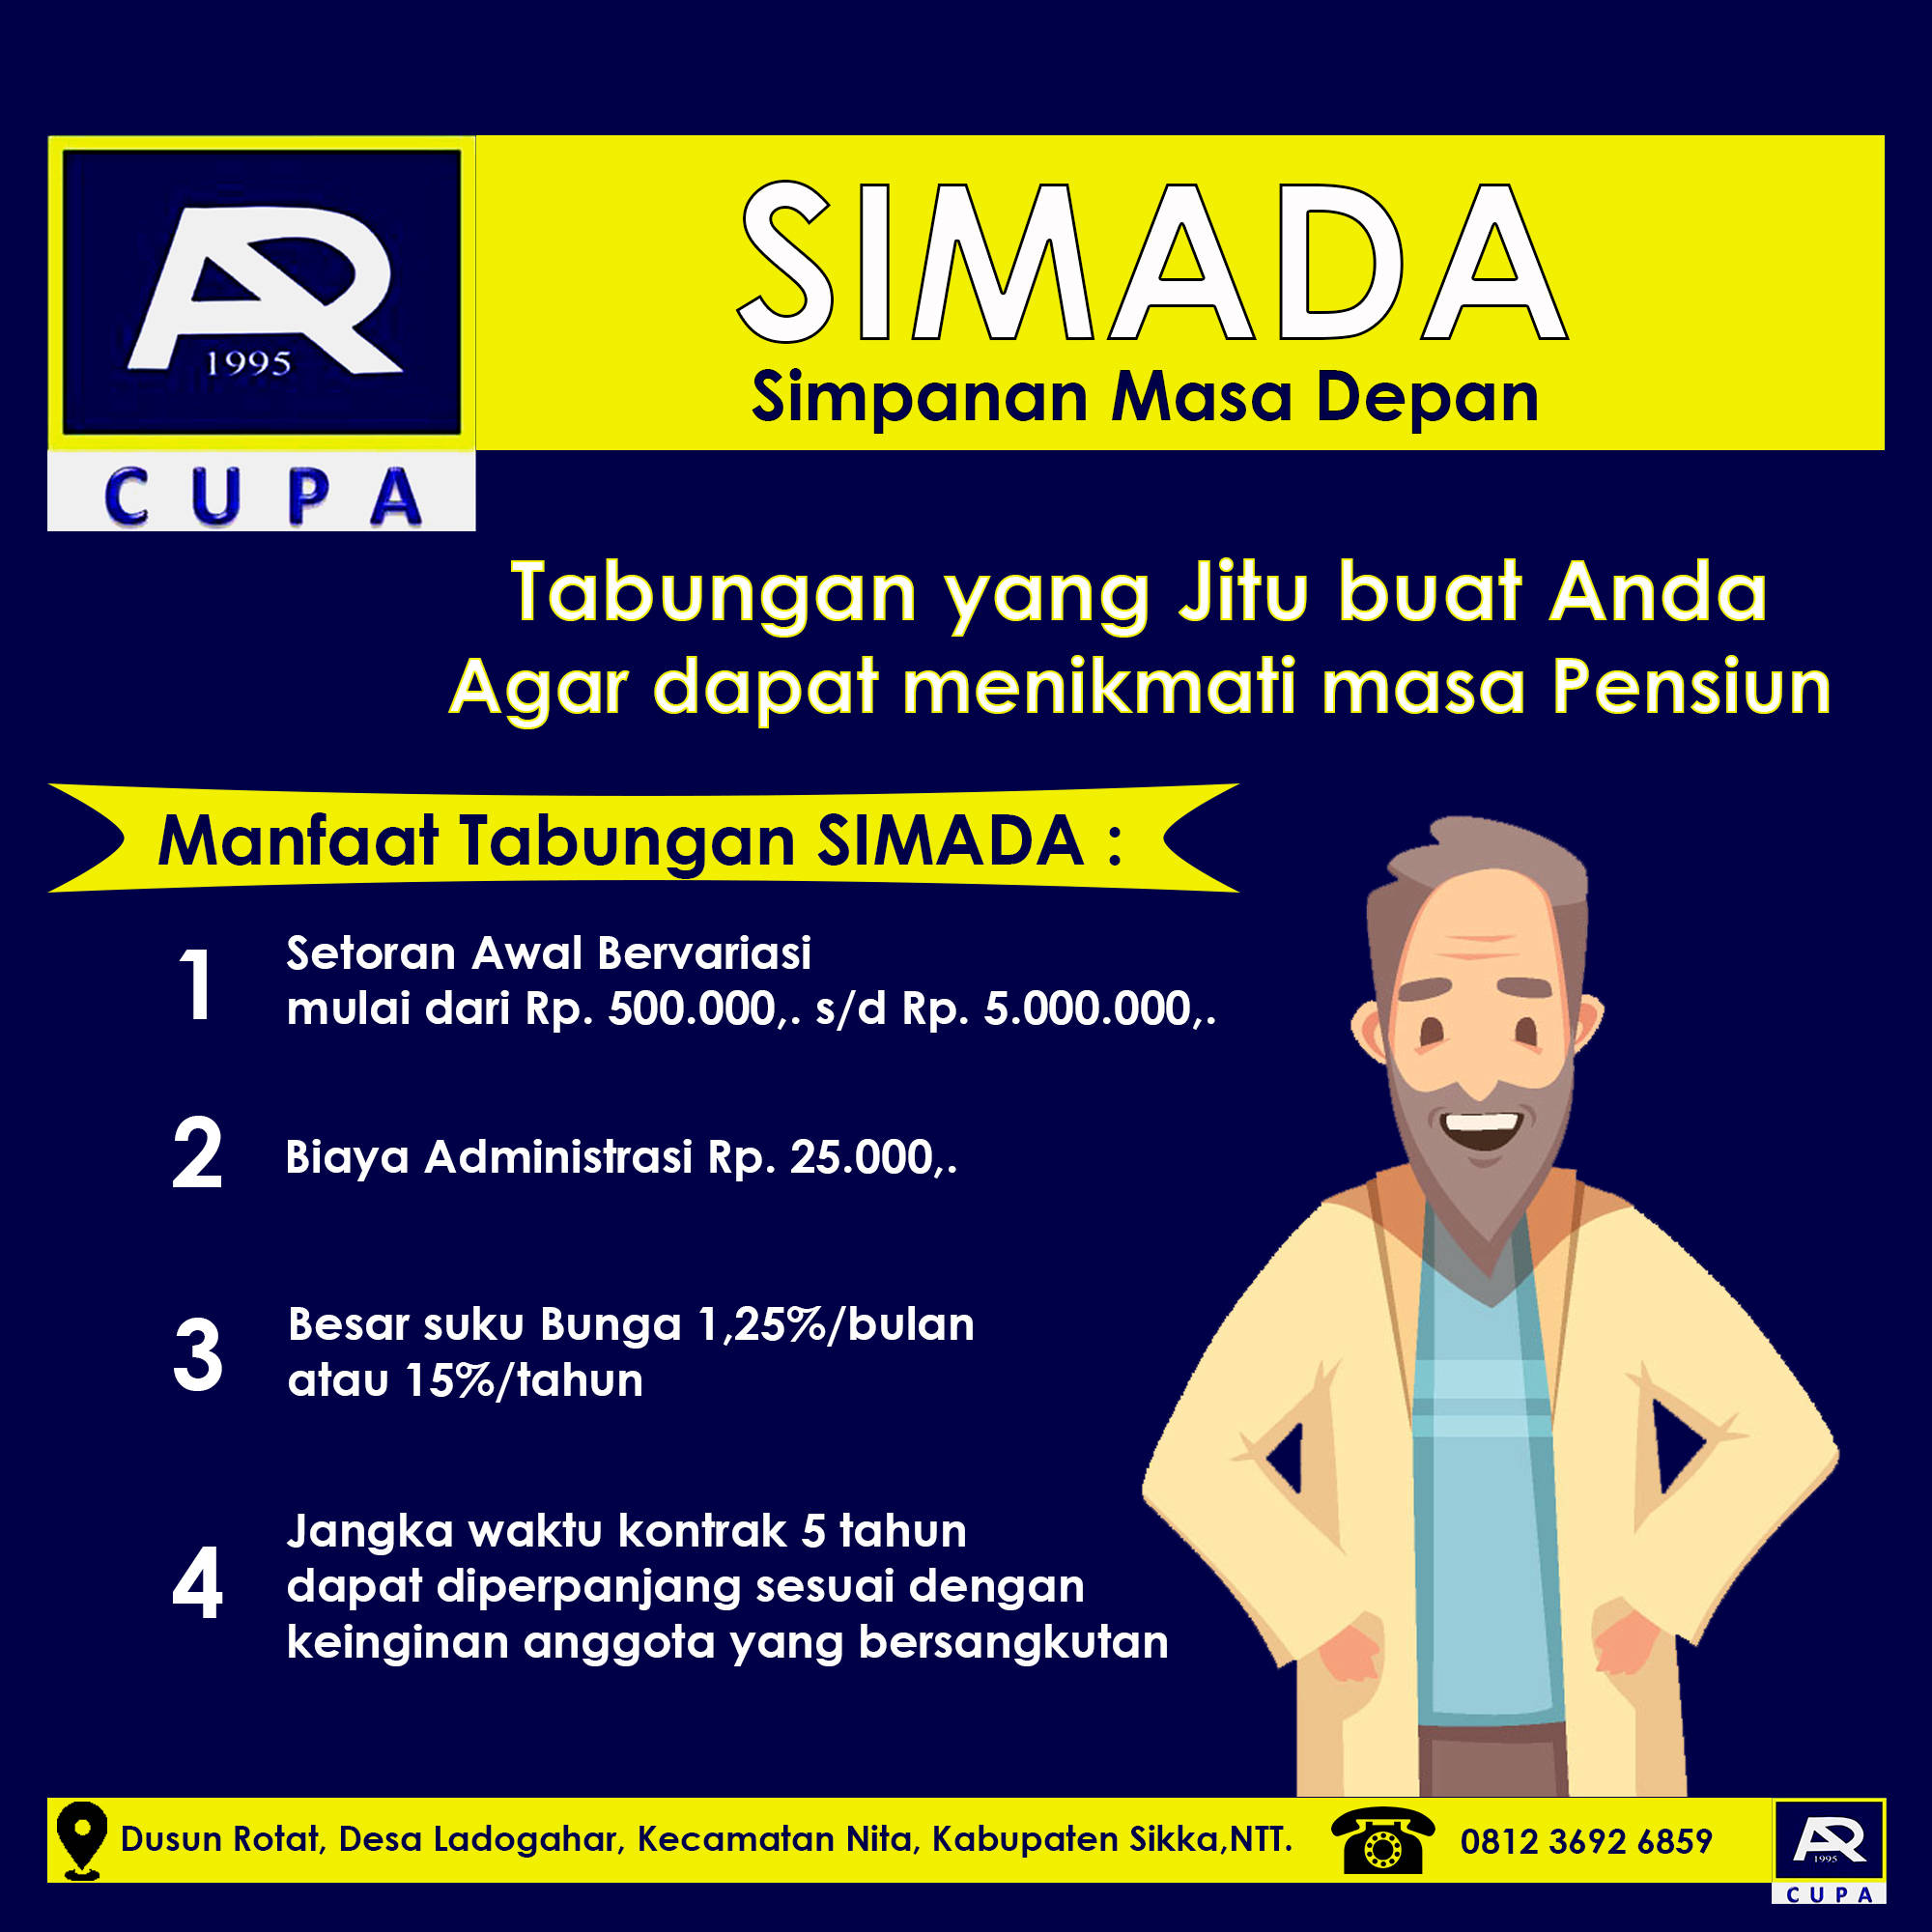 AR
1995
CUPA
SIMADA
Simpanan Masa Depan
Tabungan yang Jitu buat Anda
Agar dapat menikmati masa Pensiun
Manfaat Tabungan SIMADA :
1
Setoran Awal Bervariasi
mulai dari Rp. 500.000,. s/d Rp. 5.000.000,.
2
Biaya Administrasi Rp. 25.000,.
3
Besar suku Bunga 1,25%/bulan
atau 15%/tahun
4
Jangka waktu kontrak 5 tahun
dapat diperpanjang sesuai dengan
keinginan anggota yang bersangkutan
Dusun Rotat, Desa Ladogahar, Kecamatan Nita, Kabupaten Sikka,NTT.
0812 3692 6859
AR
1995
CUPA